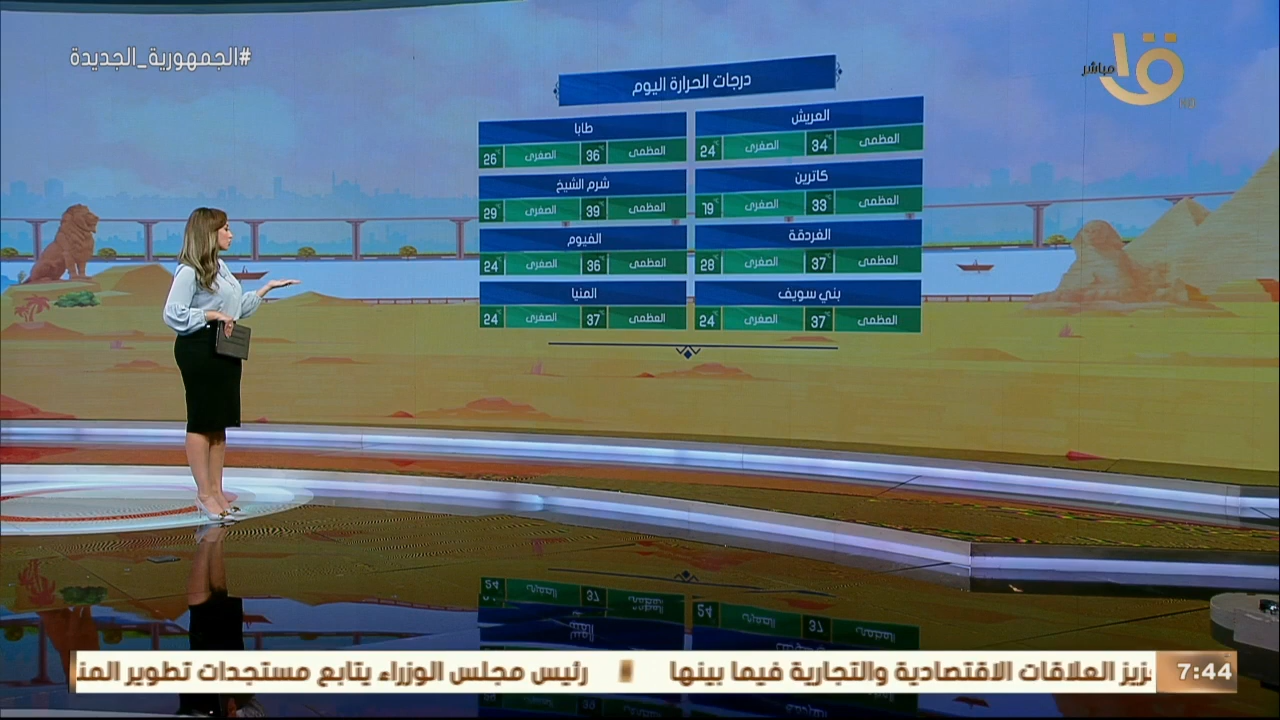 #الجمهورية_الجديدة
مباشر
درجات الحرارة اليوم
العريش
العظمى 34 الصغرى 24
طابا
العظمى 36 الصغرى 26
كاترين
العظمى 33 الصغرى 19
شرم الشيخ
العظمى 39 الصغرى 29
الغردقة
العظمى 37 الصغرى 28
الفيوم
العظمى 36 الصغرى 24
بني سويف
العظمى 37 الصغرى 24
المنيا
العظمى 37 الصغرى 24
7:44
العلاقات الاقتصادية والتجارية فيما بينها رئيس مجلس الوزراء يتابع مستجدات تطوير